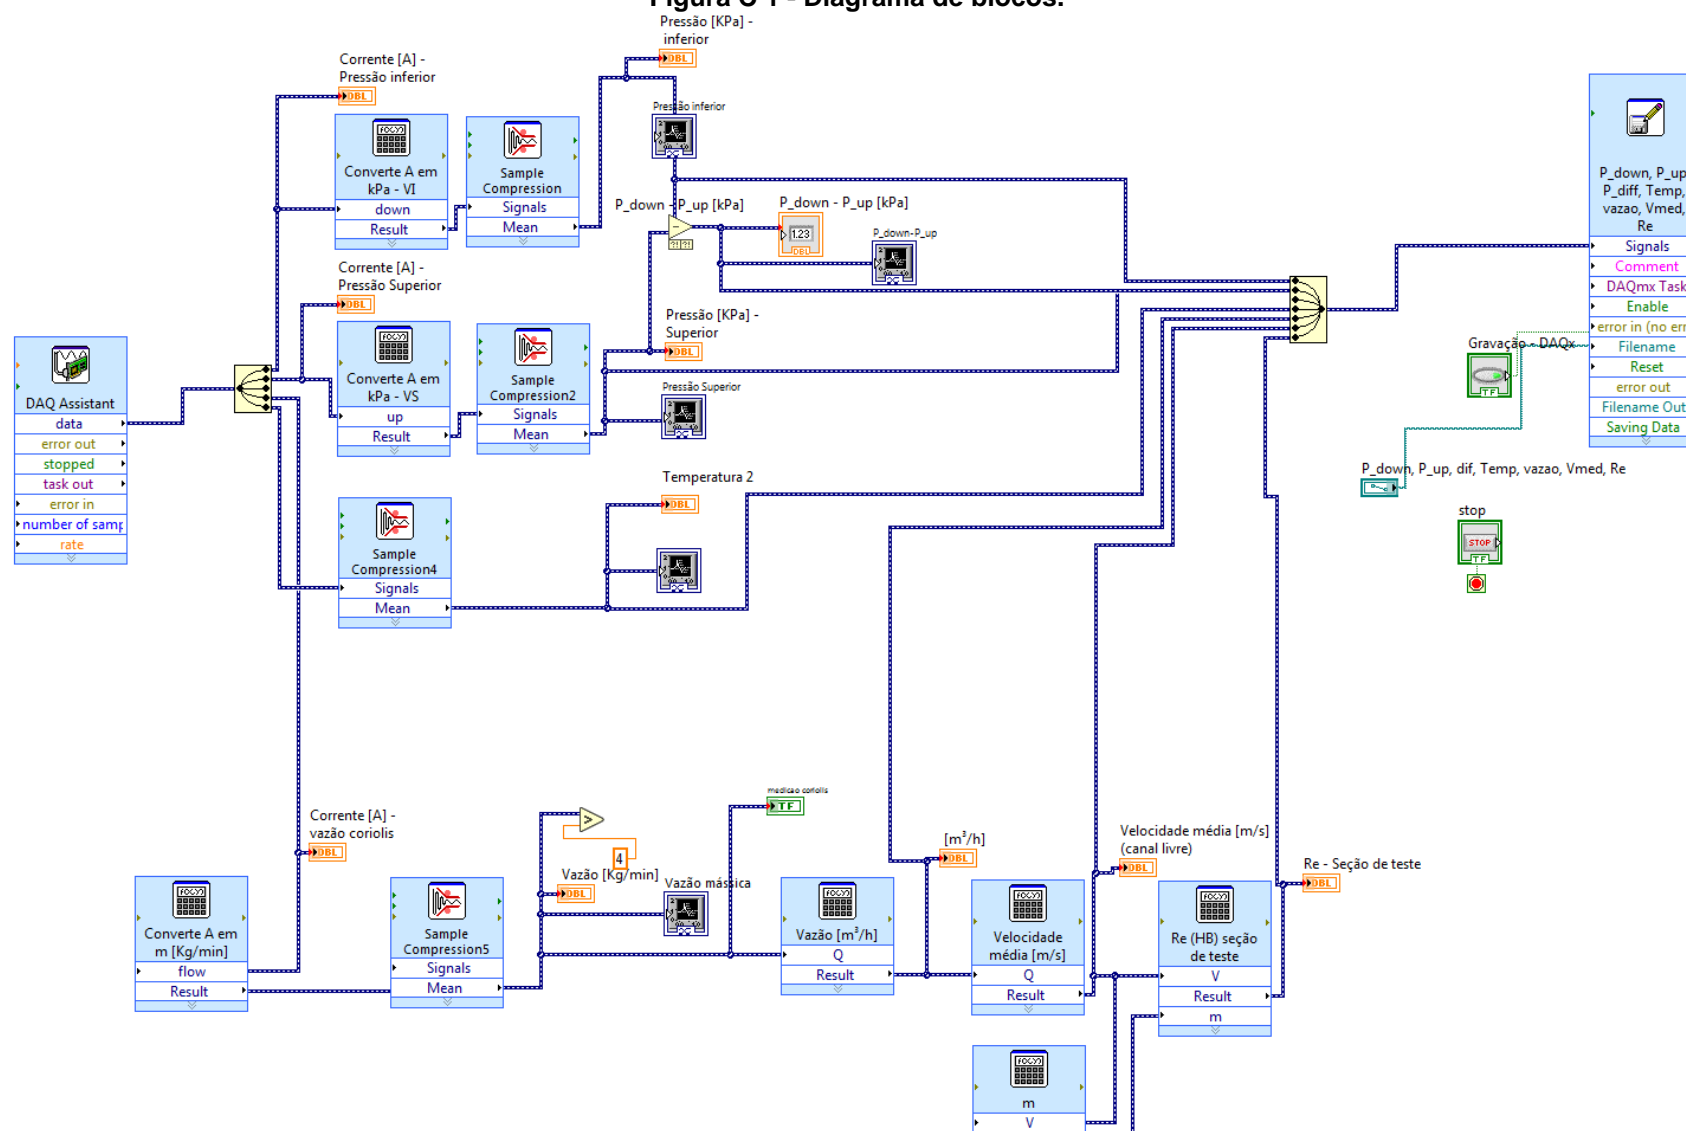 Figura C 1 - Diagrama de blocos.
Pressão [KPa] -
inferior
DBL
Corrente [A] -
Pressão inferior
DBL
Converte A em
kPa - VI
down
Result
Sample
Compression
Signals
Mean
Pressão inferior
P_down - P_up [kPa]
P_down - P_up [kPa]
1.23
DBL
P_down-P_up
Corrente [A] -
Pressão Superior
DBL
Converte A em
kPa - VS
up
Result
Sample
Compression2
Signals
Mean
Pressão [KPa] -
Superior
DBL
Pressão Superior
DAQ Assistant
data
error out
stopped
task out
error in
number of samp
rate
Sample
Compression4
Signals
Mean
Temperatura 2
DBL
P_down, P_up
P_diff, Temp,
vazao, Vmed,
Re
Signals
Comment
DAQmx Task
Enable
error in (no err
Filename
Reset
error out
Filename Out
Saving Data
Gravação - DAQx
TF
P_down, P_up, dif, Temp, vazao, Vmed, Re
stop
STOP
TF
Corrente [A] -
vazão coriolis
DBL
Converte A em
m [Kg/min]
flow
Result
Sample
Compression5
Signals
Mean
>
4
Vazão [Kg/min]
DBL
Vazão mássica
medicao coriolis
TF
Vazão [m³/h]
Q
Result
[m³/h]
DBL
Velocidade
média [m/s]
Q
Result
Velocidade média [m/s]
(canal livre)
DBL
Re (HB) seção
de teste
V
Result
m
Re - Seção de teste
DBL
m
V